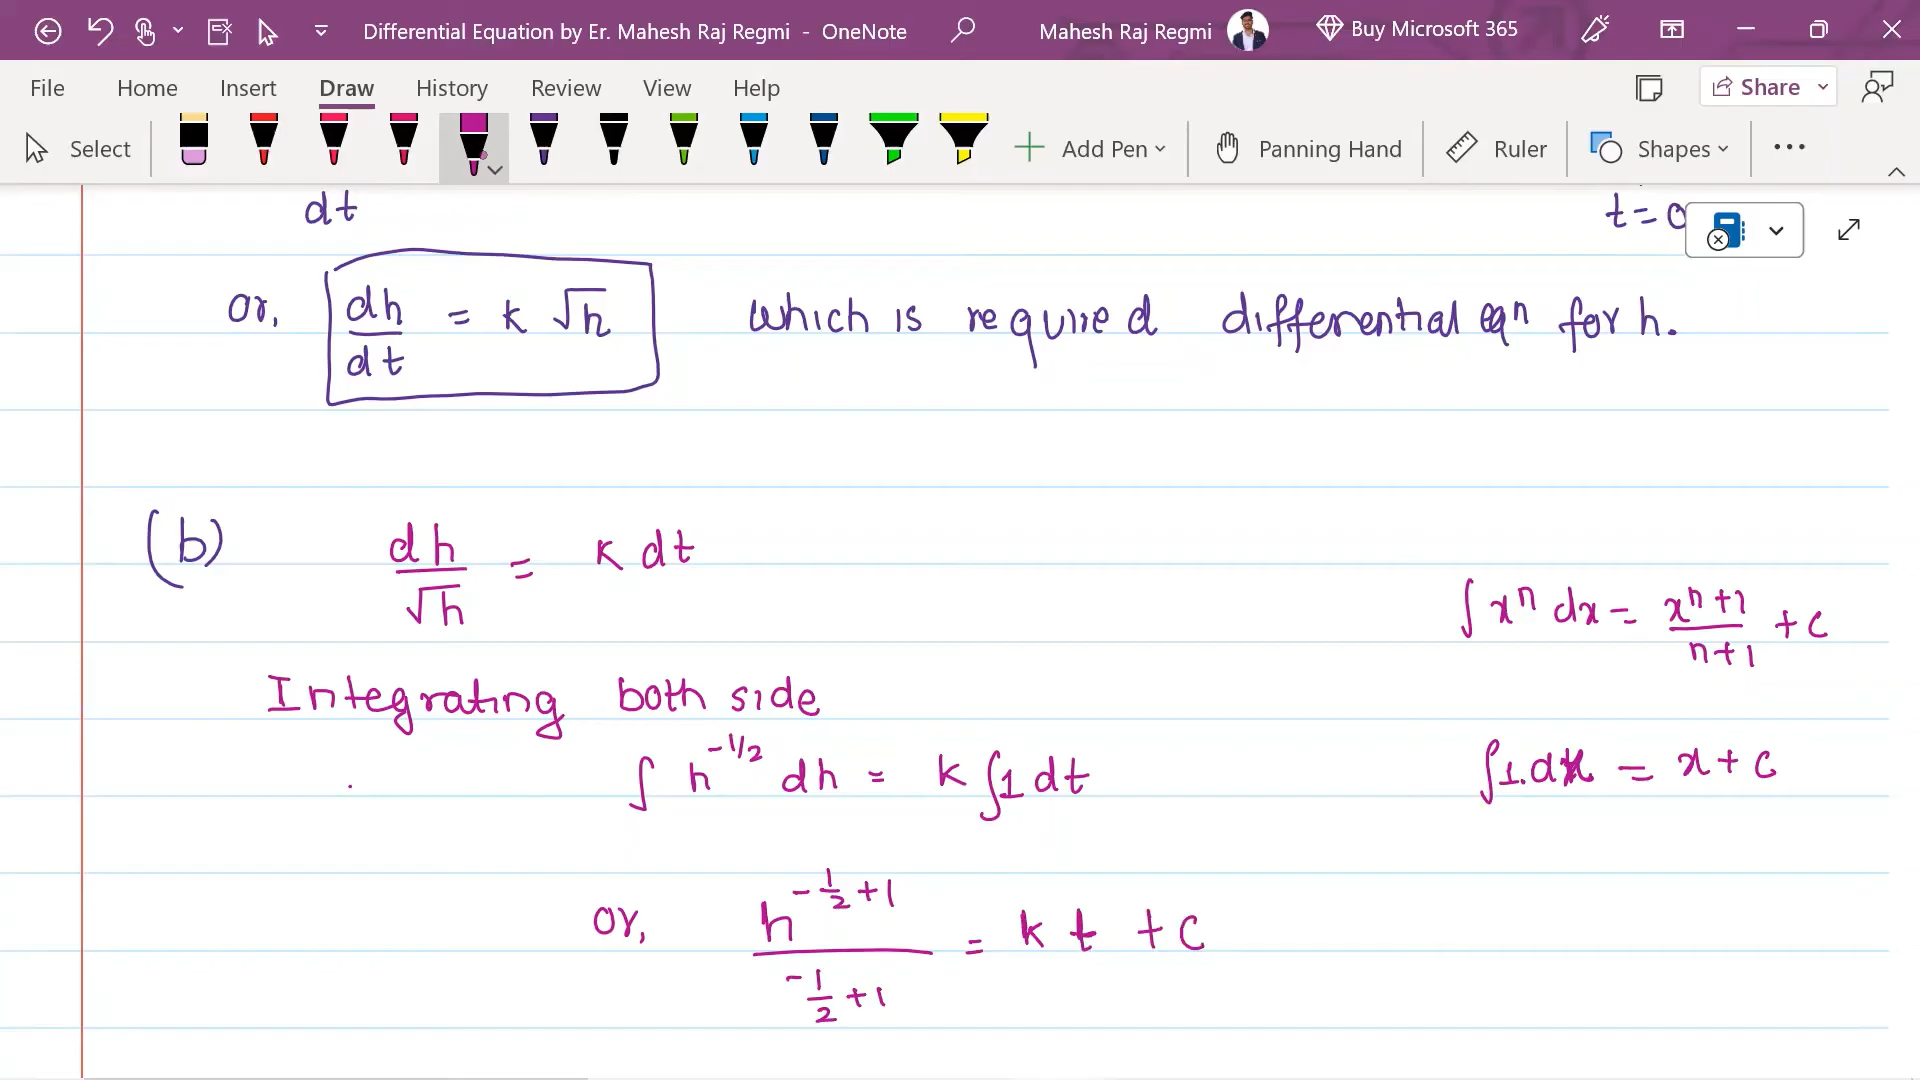 Differential Equation by Er. Mahesh Raj Regmi - OneNote
Mahesh Raj Regmi
Buy Microsoft 365
File Home Insert Draw History Review View Help
Share
Select
Add Pen
Panning Hand
Ruler
Shapes
dt
t=0
or, dh/dt = k √h which is required differential eqn for h.
(b) dh/√h = k dt
∫x^n dx = x^n+1/n+1 + c
Integrating both side
∫ h^-1/2 dh = k ∫1 dt
∫1.dx = x+c
or, h^-1/2+1 / -1/2+1 = k t + c